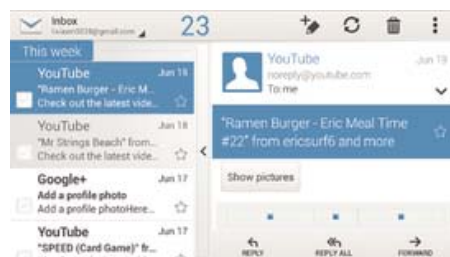 Inbox
23
This week
YouTube Jun 19
"Ramen Burger - Eric M...
Check out the latest vide...
YouTube Jun 18
"Mr Strings Beach" from...
Check out the latest vide...
Google+ Jun 17
Add a profile photo
Add a profile photoHere...
YouTube Jun 17
"SPEED (Card Game)" fr...
YouTube Jun 19
noreply@youtube.com
To:me
"Ramen Burger - Eric Meal Time
#22" from ericsurf6 and more
Show pictures
REPLY
REPLY ALL
FORWARD